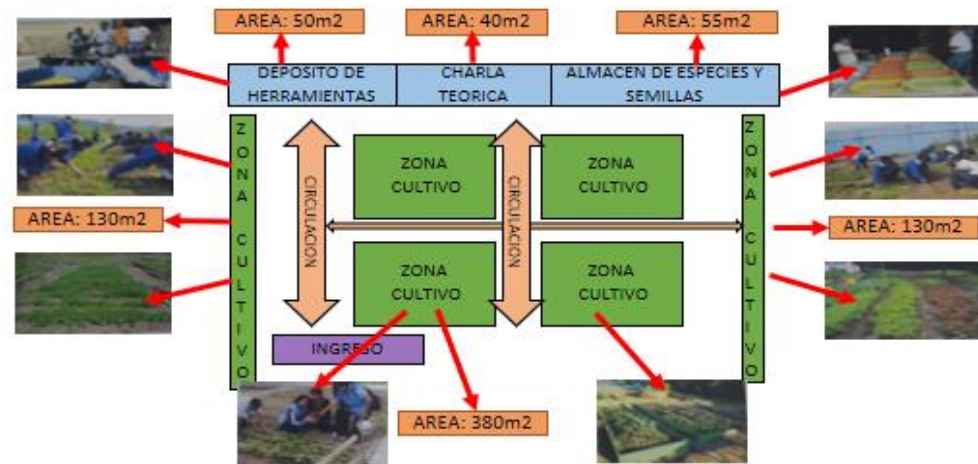 AREA: 50m2
AREA: 40m2
AREA: 55m2
DEPOSITO DE
HERRAMIENTAS
CHARLA
TEORICA
ALMACEN DE ESPECIES Y
SEMILLAS
ZONA CULTIVO
CIRCULACION
ZONA
CULTIVO
CIRCULACION
ZONA
CULTIVO
ZONA CULTIVO
AREA: 130m2
AREA: 130m2
ZONA
CULTIVO
ZONA
CULTIVO
INGRESO
AREA: 380m2